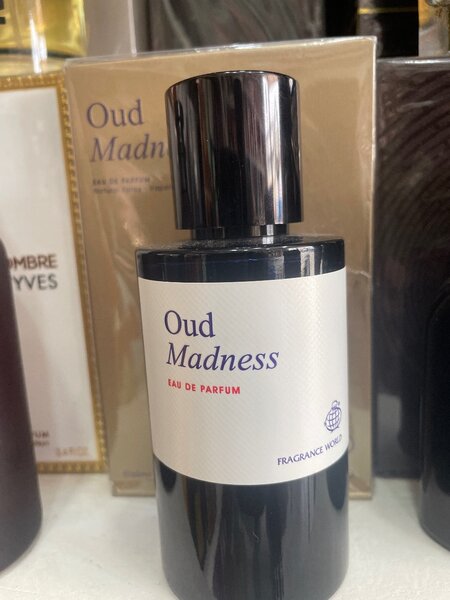 Oud
Madn
EAU DE PARFUM
OMBRE
YVES
Oud
Madness
EAU DE PARFUM
FRAGRANCE WORLD